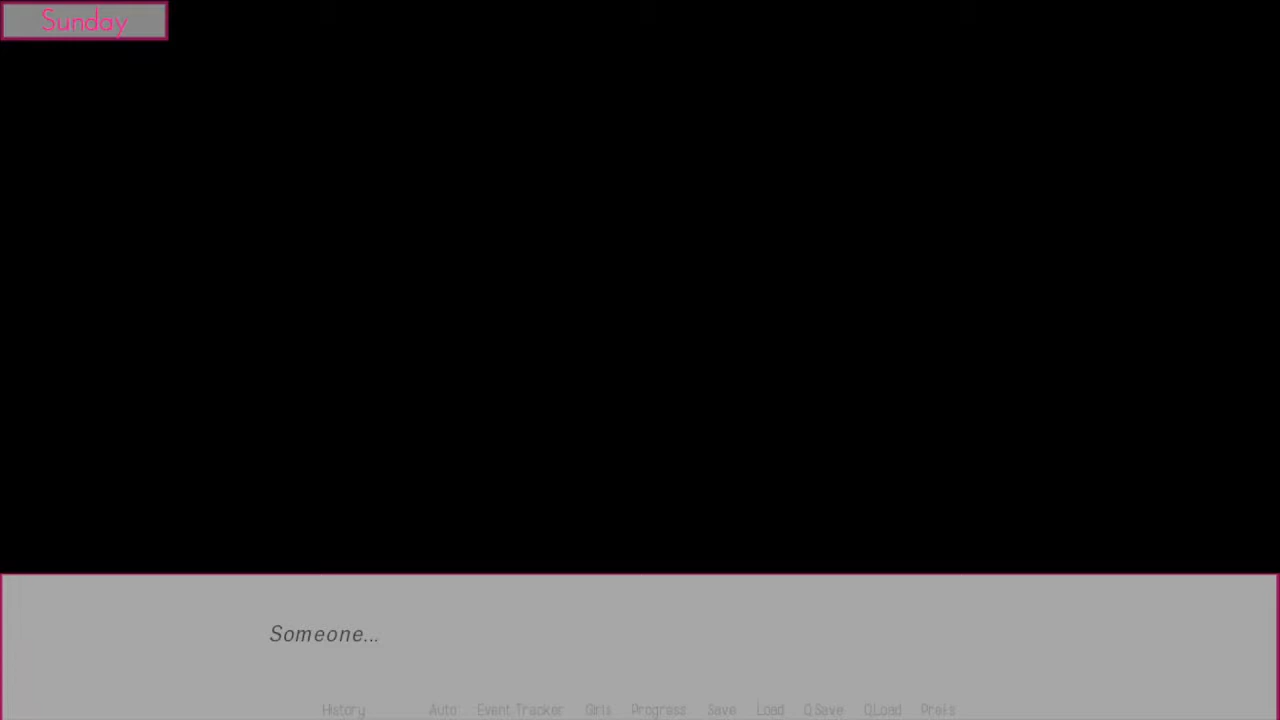 Sunday
Someone...
History Auto Event Tracker Girls Progress Save Load Q.Save Q.Load Prefs